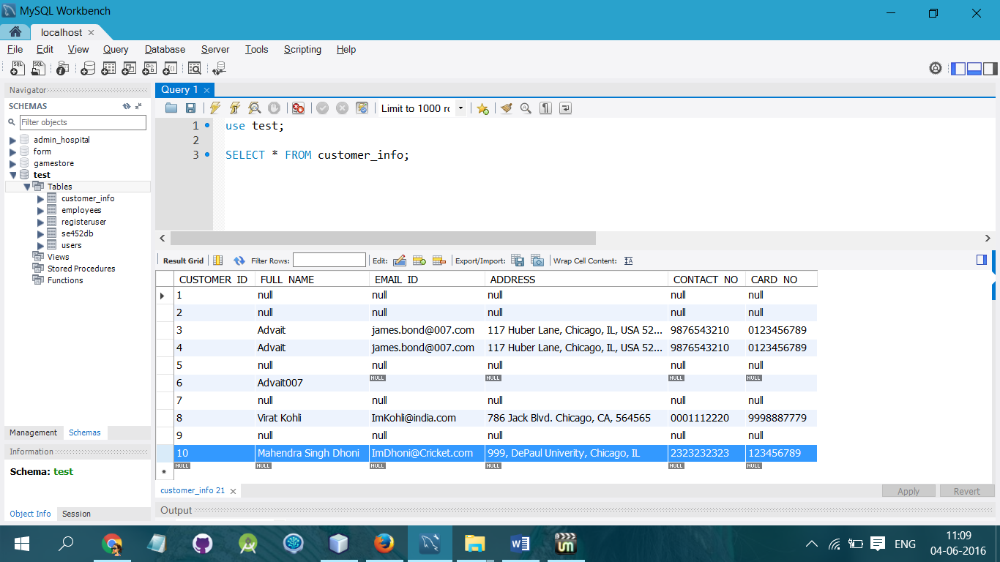 MySQL Workbench
localhost
File Edit View Query Database Server Tools Scripting Help
Navigator
SCHEMAS
Filter objects
admin_hospital
form
gamestore
test
Tables
customer_info
employees
registeruser
se452db
users
Views
Stored Procedures
Functions
Management Schemas
Information
Schema: test
Object Info Session
Query 1
Limit to 1000 rc
1 use test;
2
3 SELECT * FROM customer_info;
Result Grid Filter Rows: Edit: Export/Import: Wrap Cell Content:
CUSTOMER_ID FULL_NAME EMAIL_ID ADDRESS CONTACT_NO CARD_NO
1 null null null null null
2 null null null null null
3 Advait james.bond@007.com 117 Huber Lane, Chicago, IL, USA 52... 9876543210 0123456789
4 Advait james.bond@007.com 117 Huber Lane, Chicago, IL, USA 52... 9876543210 0123456789
5 null null null null null
6 Advait007 NULL NULL NULL NULL
7 null null null null null
8 Virat Kohli ImKohli@india.com 786 Jack Blvd. Chicago, CA, 564565 0001112220 9998887779
9 null null null null null
10 Mahendra Singh Dhoni ImDhoni@Cricket.com 999, DePaul Univerity, Chicago, IL 2323232323 123456789
NULL NULL NULL NULL NULL NULL
customer_info 21
Apply Revert
Output
ENG
11:09
04-06-2016